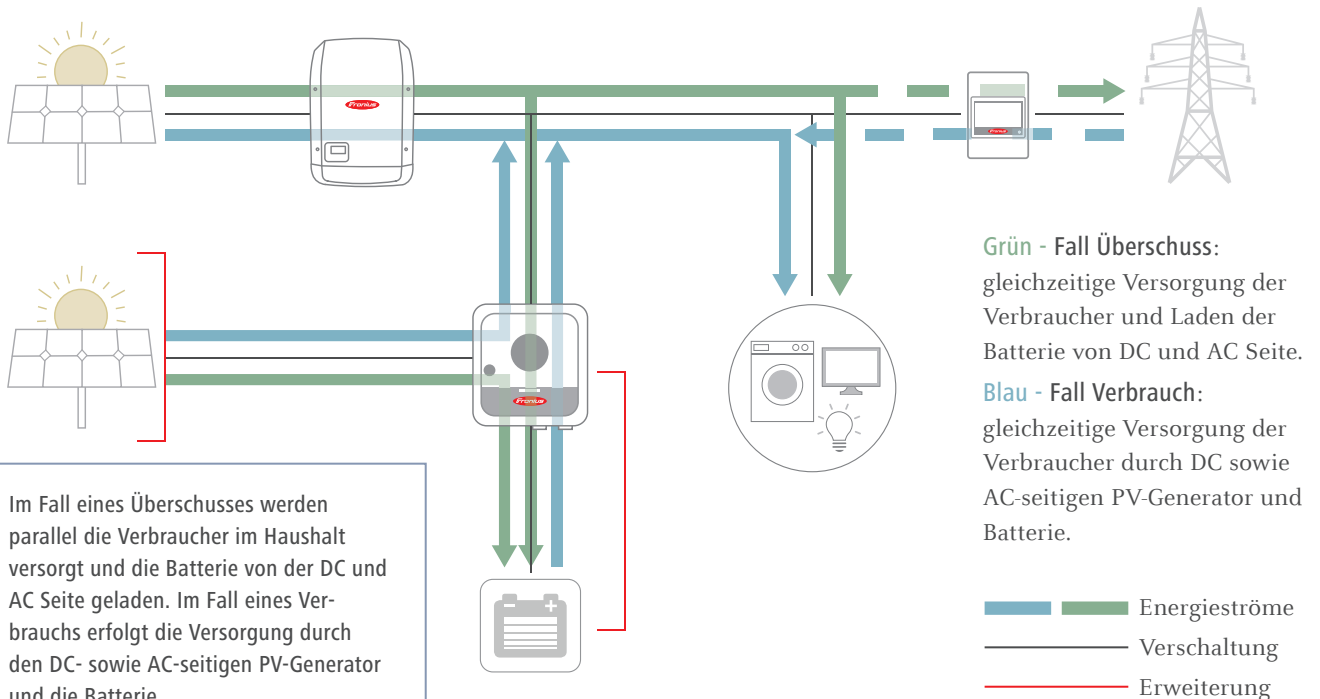 Fronius
Fronius
Grün - Fall Überschuss:
gleichzeitige Versorgung der
Verbraucher und Laden der
Batterie von DC und AC Seite.
Blau - Fall Verbrauch:
gleichzeitige Versorgung der
Verbraucher durch DC sowie
AC-seitigen PV-Generator und
Batterie.
Fronius
Im Fall eines Überschusses werden
parallel die Verbraucher im Haushalt
versorgt und die Batterie von der DC und
AC Seite geladen. Im Fall eines Ver-
brauchs erfolgt die Versorgung durch
den DC- sowie AC-seitigen PV-Generator
und die Batterie.
Energieströme
Verschaltung
Erweiterung